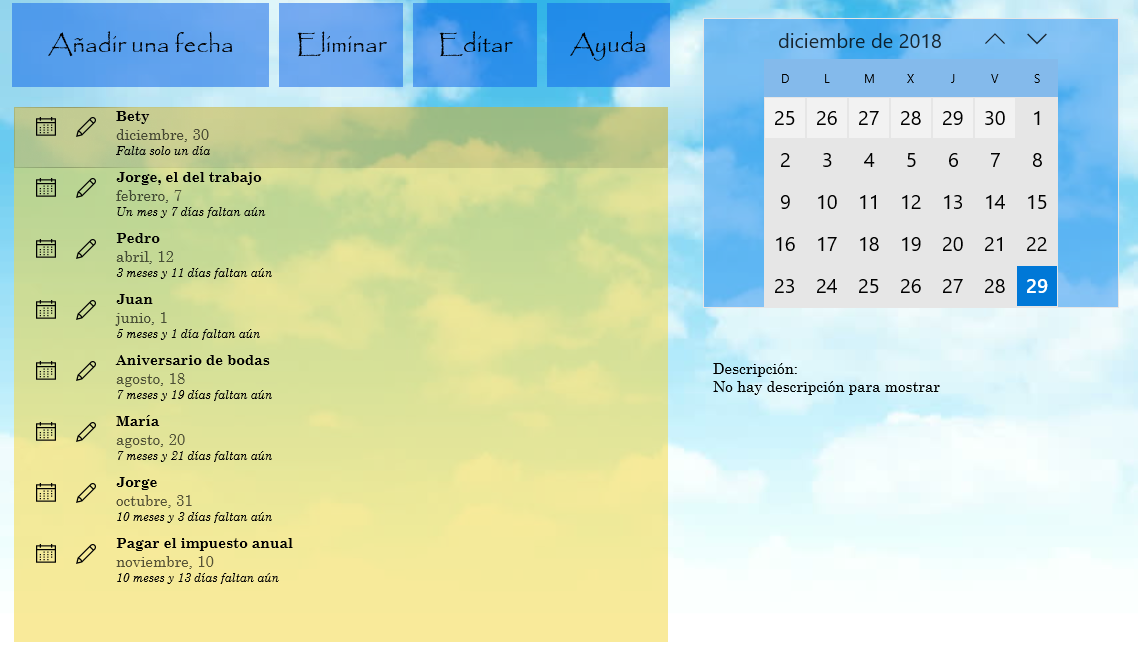 Añadir una fecha
Eliminar
Editar
Ayuda
Bety
diciembre, 30
Falta solo un día
Jorge, el del trabajo
febrero, 7
Un mes y 7 días faltan aún
Pedro
abril, 12
3 meses y 11 días faltan aún
Juan
junio, 1
5 meses y 1 día faltan aún
Aniversario de bodas
agosto, 18
7 meses y 19 días faltan aún
María
agosto, 20
7 meses y 21 días faltan aún
Jorge
octubre, 31
10 meses y 3 días faltan aún
Pagar el impuesto anual
noviembre, 10
10 meses y 13 días faltan aún
diciembre de 2018
D L M X J V S
25 26 27 28 29 30 1
2 3 4 5 6 7 8
9 10 11 12 13 14 15
16 17 18 19 20 21 22
23 24 25 26 27 28 29
Descripción:
No hay descripción para mostrar